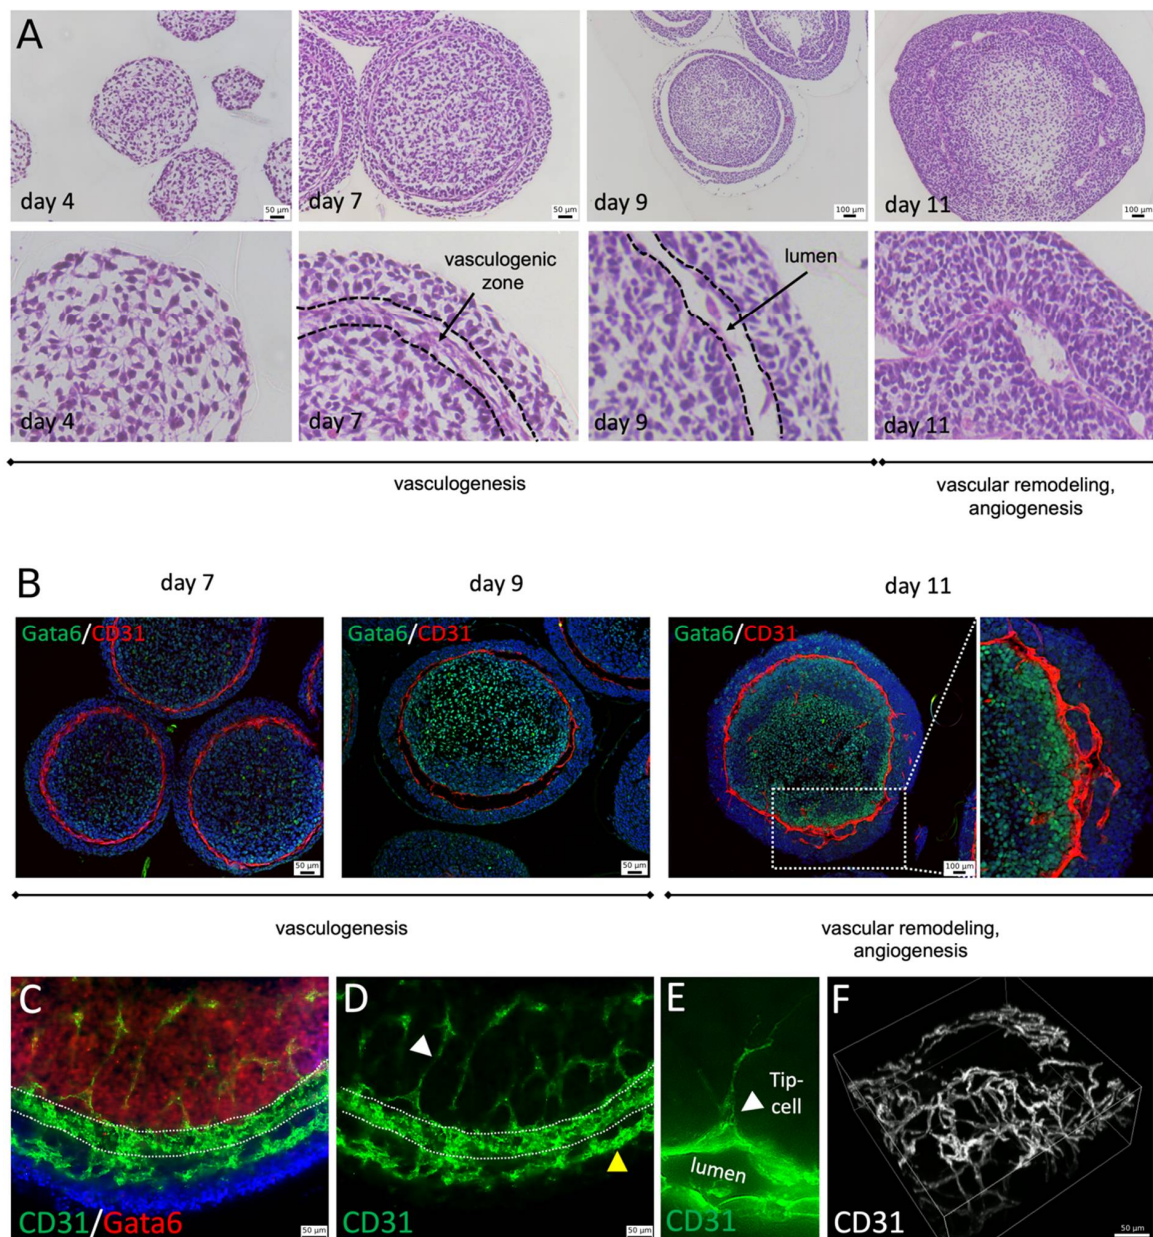 A
day 4
50 µm
day 7
50 µm
day 9
100 µm
day 11
100 µm
day 4
vasculogenic
zone
day 7
lumen
day 9
day 11
vasculogenesis
vascular remodeling,
angiogenesis
B
day 7
day 9
day 11
Gata6/CD31
50 µm
Gata6/CD31
50 µm
Gata6/CD31
100 µm
vasculogenesis
vascular remodeling,
angiogenesis
C
CD31/Gata6
50 µm
D
CD31
50 µm
E
Tip-
cell
lumen
CD31
F
CD31
50 µm